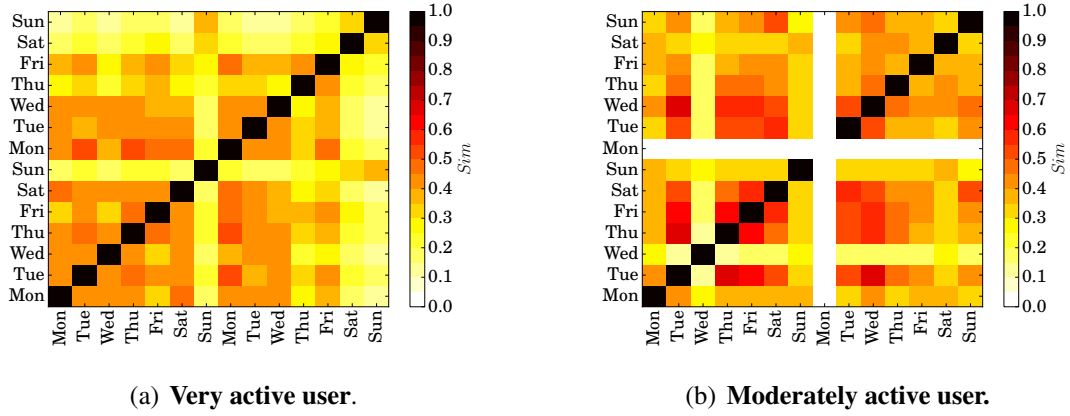 Sun
Sat
Fri
Thu
Wed
Tue
Mon
Sun
Sat
Fri
Thu
Wed
Tue
Mon
Mon
Tue
Wed
Thu
Fri
Sat
Sun
Mon
Tue
Wed
Thu
Fri
Sat
Sun
1.0
0.9
0.8
0.7
0.6
0.5
0.4
0.3
0.2
0.1
0.0
Sim
(a) Very active user.
Sun
Sat
Fri
Thu
Wed
Tue
Mon
Sun
Sat
Fri
Thu
Wed
Tue
Mon
Mon
Tue
Wed
Thu
Fri
Sat
Sun
Mon
Tue
Wed
Thu
Fri
Sat
Sun
1.0
0.9
0.8
0.7
0.6
0.5
0.4
0.3
0.2
0.1
0.0
Sim
(b) Moderately active user.